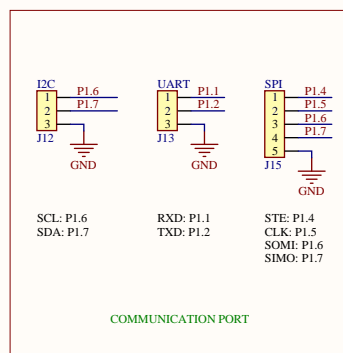 I2C
1 P1.6
2 P1.7
3
J12
GND
SCL: P1.6
SDA: P1.7
UART
1 P1.1
2 P1.2
3
J13
GND
RXD: P1.1
TXD: P1.2
SPI
1 P1.4
2 P1.5
3 P1.6
4 P1.7
5
J15
GND
STE: P1.4
CLK: P1.5
SOMI: P1.6
SIMO: P1.7
COMMUNICATION PORT